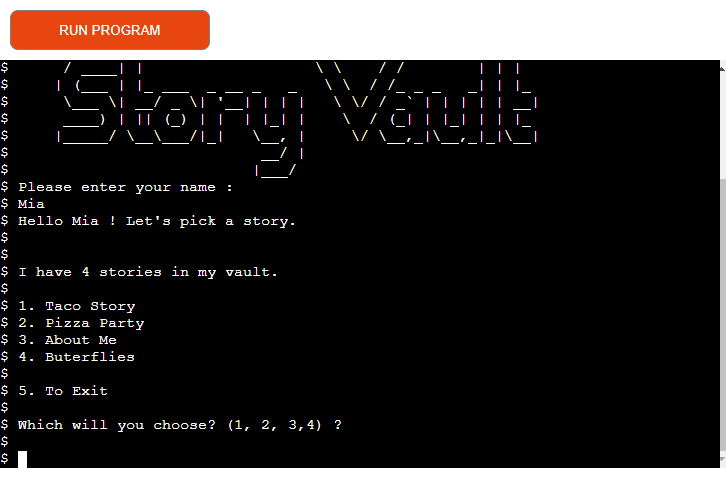 RUN PROGRAM
Story Vault
$ Please enter your name :
$ Mia
$ Hello Mia ! Let's pick a story.
$
$
$ I have 4 stories in my vault.
$
$ 1. Taco Story
$ 2. Pizza Party
$ 3. About Me
$ 4. Buterflies
$
$ 5. To Exit
$
$ Which will you choose? (1, 2, 3,4) ?
$
$